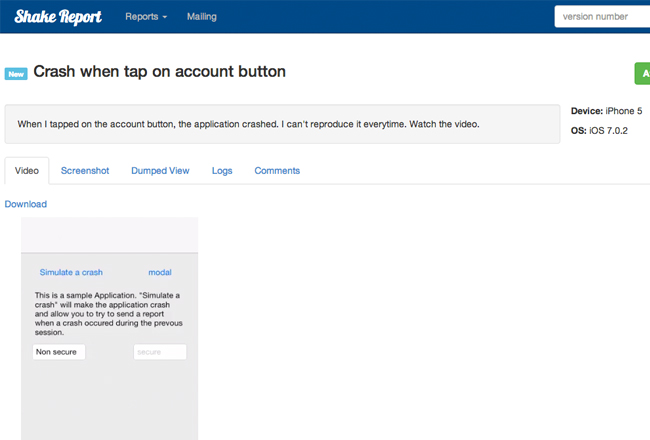 Shake Report
Reports
Mailing
version number
New
Crash when tap on account button
A
When I tapped on the account button, the application crashed. I can't reproduce it everytime. Watch the video.
Device: iPhone 5
OS: iOS 7.0.2
Video
Screenshot
Dumped View
Logs
Comments
Download
Simulate a crash
modal
This is a sample Application. "Simulate a
crash" will make the application crash
and allow you to try to send a report
when a crash occured during the prevous
session.
Non secure
secure